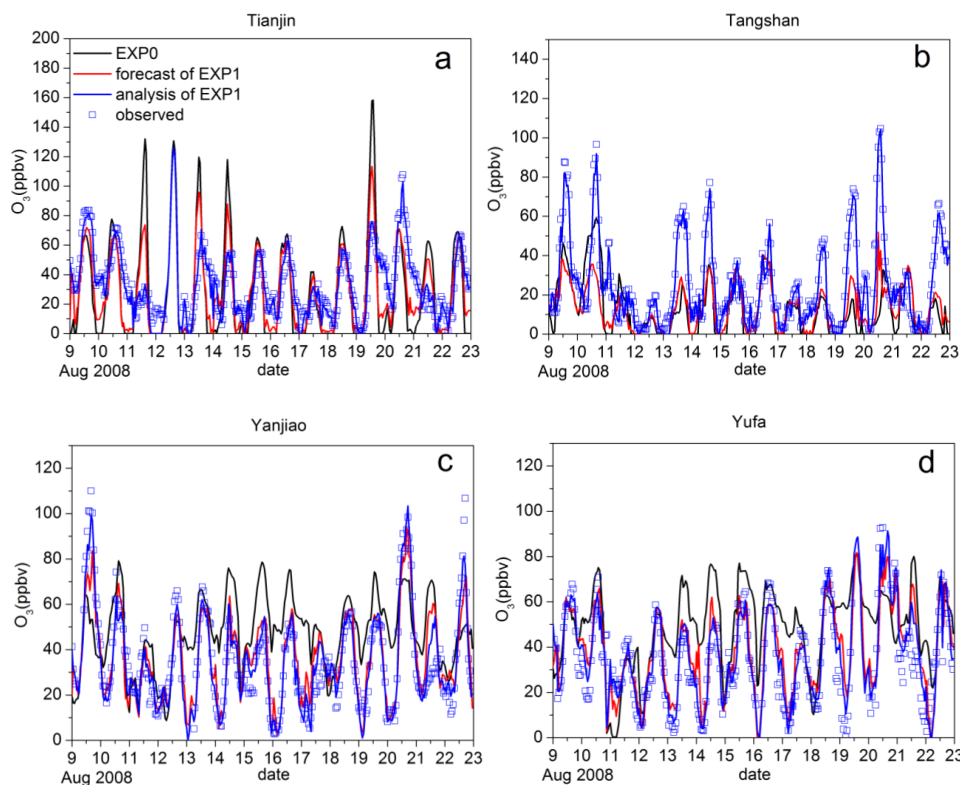 Tianjin
200
180
160
140
120
100
80
60
40
20
0
O₃(ppbv)
EXP0
forecast of EXP1
analysis of EXP1
observed
a
9 10 11 12 13 14 15 16 17 18 19 20 21 22 23
Aug 2008 date
Tangshan
140
120
100
80
60
40
20
0
O₃(ppbv)
b
9 10 11 12 13 14 15 16 17 18 19 20 21 22 23
Aug 2008 date
Yanjiao
120
100
80
60
40
20
0
O₃(ppbv)
c
9 10 11 12 13 14 15 16 17 18 19 20 21 22 23
Aug 2008 date
Yufa
120
100
80
60
40
20
0
O₃(ppbv)
d
9 10 11 12 13 14 15 16 17 18 19 20 21 22 23
Aug 2008 date